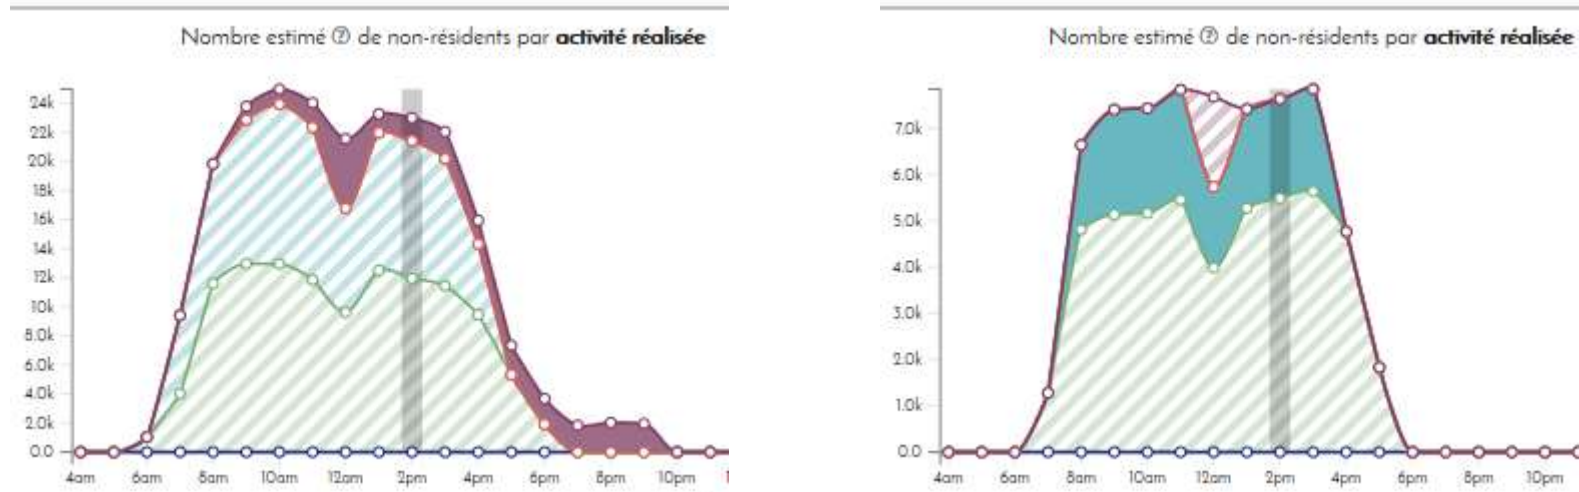 Nombre estimé ? de non-résidents par activité réalisée
24k
22k
20k
18k
16k
14k
12k
10k
8.0k
6.0k
4.0k
2.0k
0.0
4am 6am 8am 10am 12am 2pm 4pm 6pm 8pm 10pm
Nombre estimé ? de non-résidents par activité réalisée
7.0k
6.0k
5.0k
4.0k
3.0k
2.0k
1.0k
0.0
4am 6am 8am 10am 12am 2pm 4pm 6pm 8pm 10pm